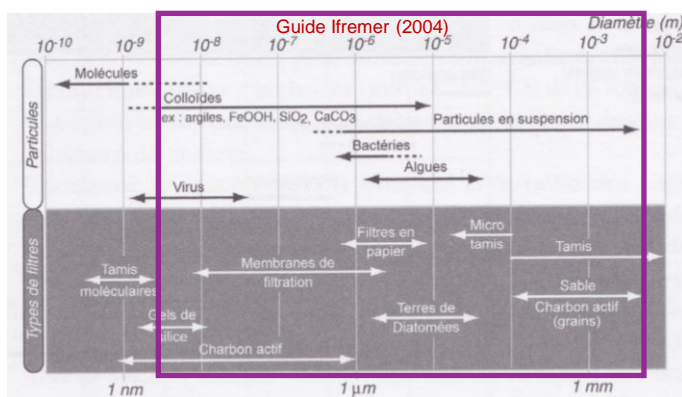 Guide Ifremer (2004)
Diamètre (m)
10-10 10-9 10-8 10-7 10-6 10-5 10-4 10-3 10-2
Particules
Molécules
Colloïdes
ex : argiles, FeOOH, SiO2, CaCO3
Particules en suspension
Bactéries
Algues
Virus
Types de filtres
Filtres en
papier
Micro
tamis
Tamis
Membranes de
filtration
Tamis
moléculaires
Sable
Charbon actif
(grains)
Gels de
silice
Terres de
Diatomées
Charbon actif
1 nm 1 µm 1 mm